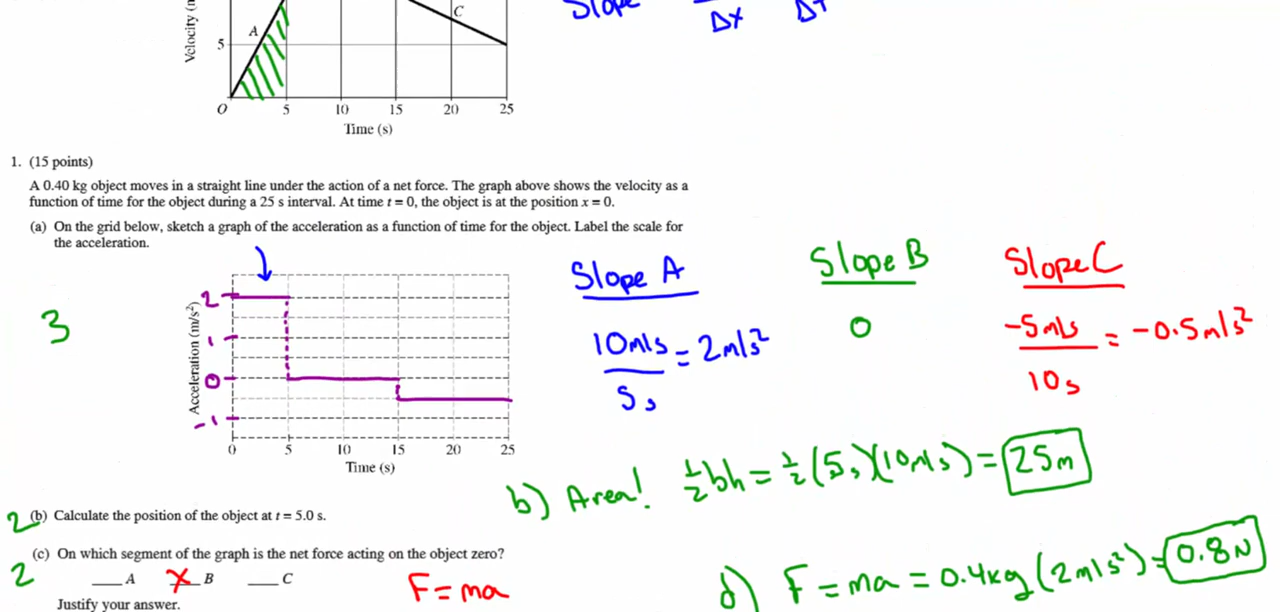 Velocity (m
A
C
5
Slope
Δx
Δt
O 5 10 15 20 25
Time (s)
1. (15 points)
A 0.40 kg object moves in a straight line under the action of a net force. The graph above shows the velocity as a
function of time for the object during a 25 s interval. At time t = 0, the object is at the position x = 0.
(a) On the grid below, sketch a graph of the acceleration as a function of time for the object. Label the scale for
the acceleration.
3
Acceleration (m/s²)
2
1
0
-1
0 5 10 15 20 25
Time (s)
Slope A
10m/s = 2m/s²
5s
Slope B
0
Slope C
-5m/s = -0.5m/s²
10s
b) Area! ½bh = ½(5s)(10m/s) = 25m
2 (b) Calculate the position of the object at t = 5.0 s.
(c) On which segment of the graph is the net force acting on the object zero?
2
___ A _X_ B ___ C
F=ma
d) F = ma = 0.4kg (2m/s²) = 0.8N
Justify your answer.